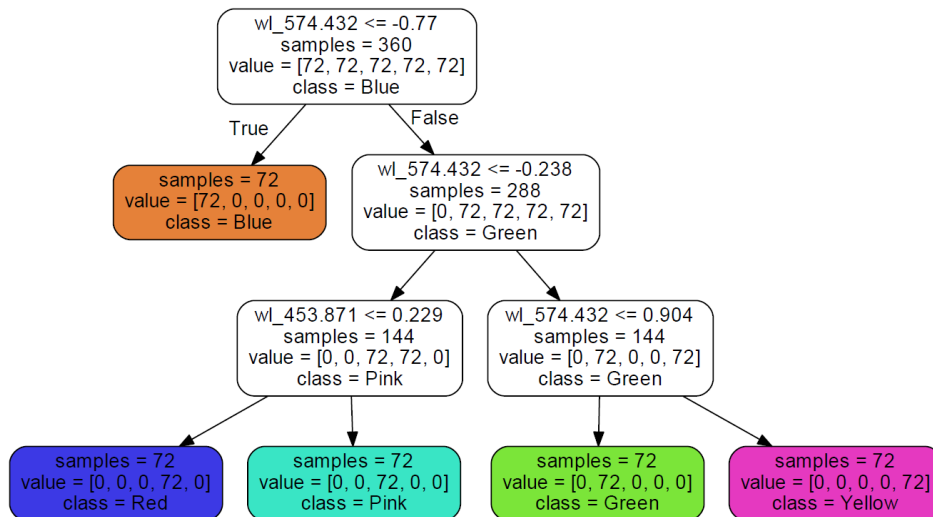 wl_574.432 <= -0.77
samples = 360
value = [72, 72, 72, 72, 72]
class = Blue
True
False
samples = 72
value = [72, 0, 0, 0, 0]
class = Blue
wl_574.432 <= -0.238
samples = 288
value = [0, 72, 72, 72, 72]
class = Green
wl_453.871 <= 0.229
samples = 144
value = [0, 0, 72, 72, 0]
class = Pink
wl_574.432 <= 0.904
samples = 144
value = [0, 72, 0, 0, 72]
class = Green
samples = 72
value = [0, 0, 0, 72, 0]
class = Red
samples = 72
value = [0, 0, 72, 0, 0]
class = Pink
samples = 72
value = [0, 72, 0, 0, 0]
class = Green
samples = 72
value = [0, 0, 0, 0, 72]
class = Yellow